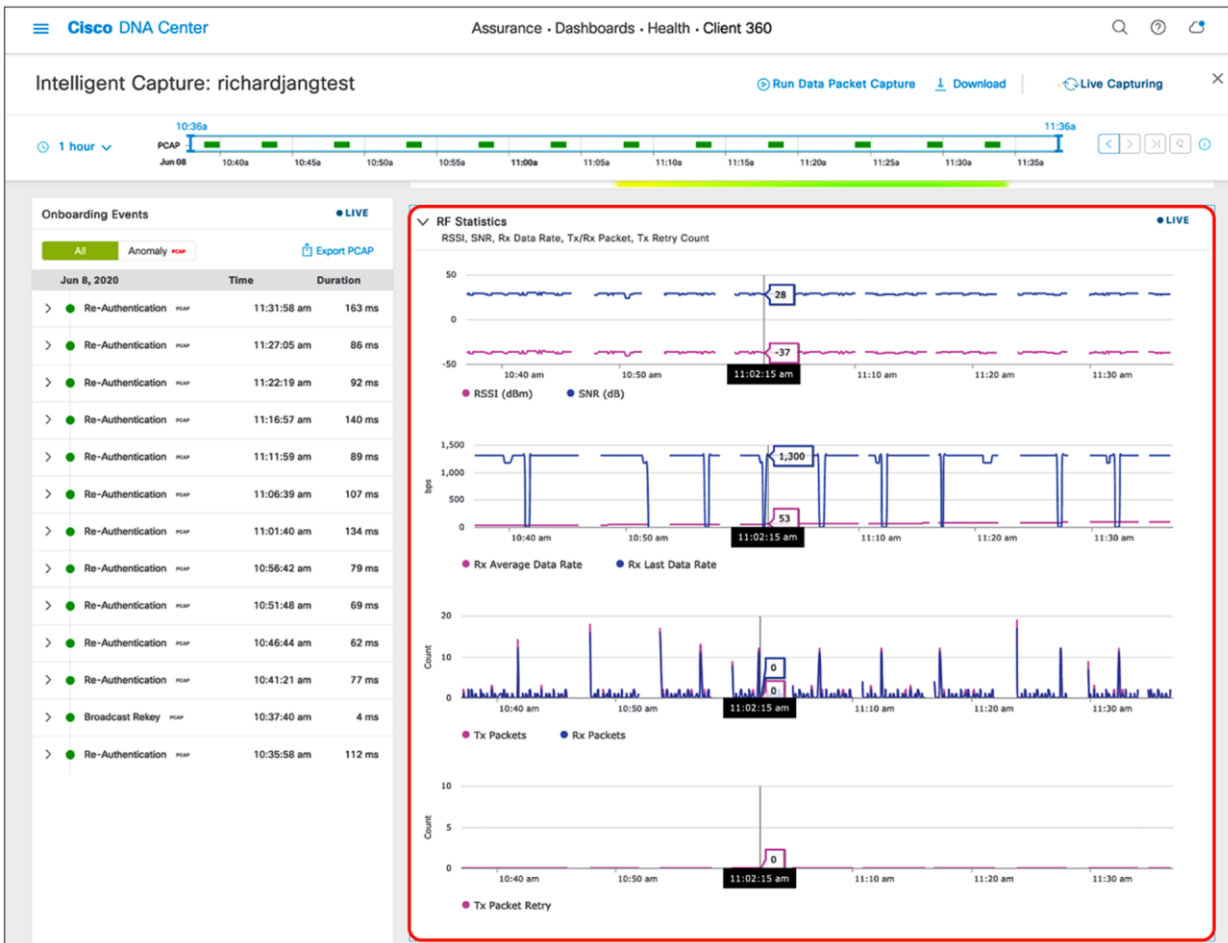 Cisco DNA Center
Assurance · Dashboards · Health · Client 360
Intelligent Capture: richardjangtest
Run Data Packet Capture
Download
Live Capturing
1 hour
10:36a
11:36a
PCAP
Jun 08
10:40a
10:45a
10:50a
10:55a
11:00a
11:05a
11:10a
11:15a
11:20a
11:25a
11:30a
11:35a
Onboarding Events
LIVE
All
Anomaly PCAP
Export PCAP
Jun 8, 2020 Time Duration
Re-Authentication PCAP 11:31:58 am 163 ms
Re-Authentication PCAP 11:27:05 am 86 ms
Re-Authentication PCAP 11:22:19 am 92 ms
Re-Authentication PCAP 11:16:57 am 140 ms
Re-Authentication PCAP 11:11:59 am 89 ms
Re-Authentication PCAP 11:06:39 am 107 ms
Re-Authentication PCAP 11:01:40 am 134 ms
Re-Authentication PCAP 10:56:42 am 79 ms
Re-Authentication PCAP 10:51:48 am 69 ms
Re-Authentication PCAP 10:46:44 am 62 ms
Re-Authentication PCAP 10:41:21 am 77 ms
Broadcast Rekey PCAP 10:37:40 am 4 ms
Re-Authentication PCAP 10:35:58 am 112 ms
RF Statistics
LIVE
RSSI, SNR, Rx Data Rate, Tx/Rx Packet, Tx Retry Count
50
28
0
-37
-50
10:40 am 10:50 am 11:02:15 am 11:10 am 11:20 am 11:30 am
RSSI (dBm) SNR (dB)
1,500
1,300
1,000
bps
500
53
0
10:40 am 10:50 am 11:02:15 am 11:10 am 11:20 am 11:30 am
Rx Average Data Rate Rx Last Data Rate
20
Count
10
0
0
0
10:40 am 10:50 am 11:02:15 am 11:10 am 11:20 am 11:30 am
Tx Packets Rx Packets
10
Count
5
0
0
10:40 am 10:50 am 11:02:15 am 11:10 am 11:20 am 11:30 am
Tx Packet Retry